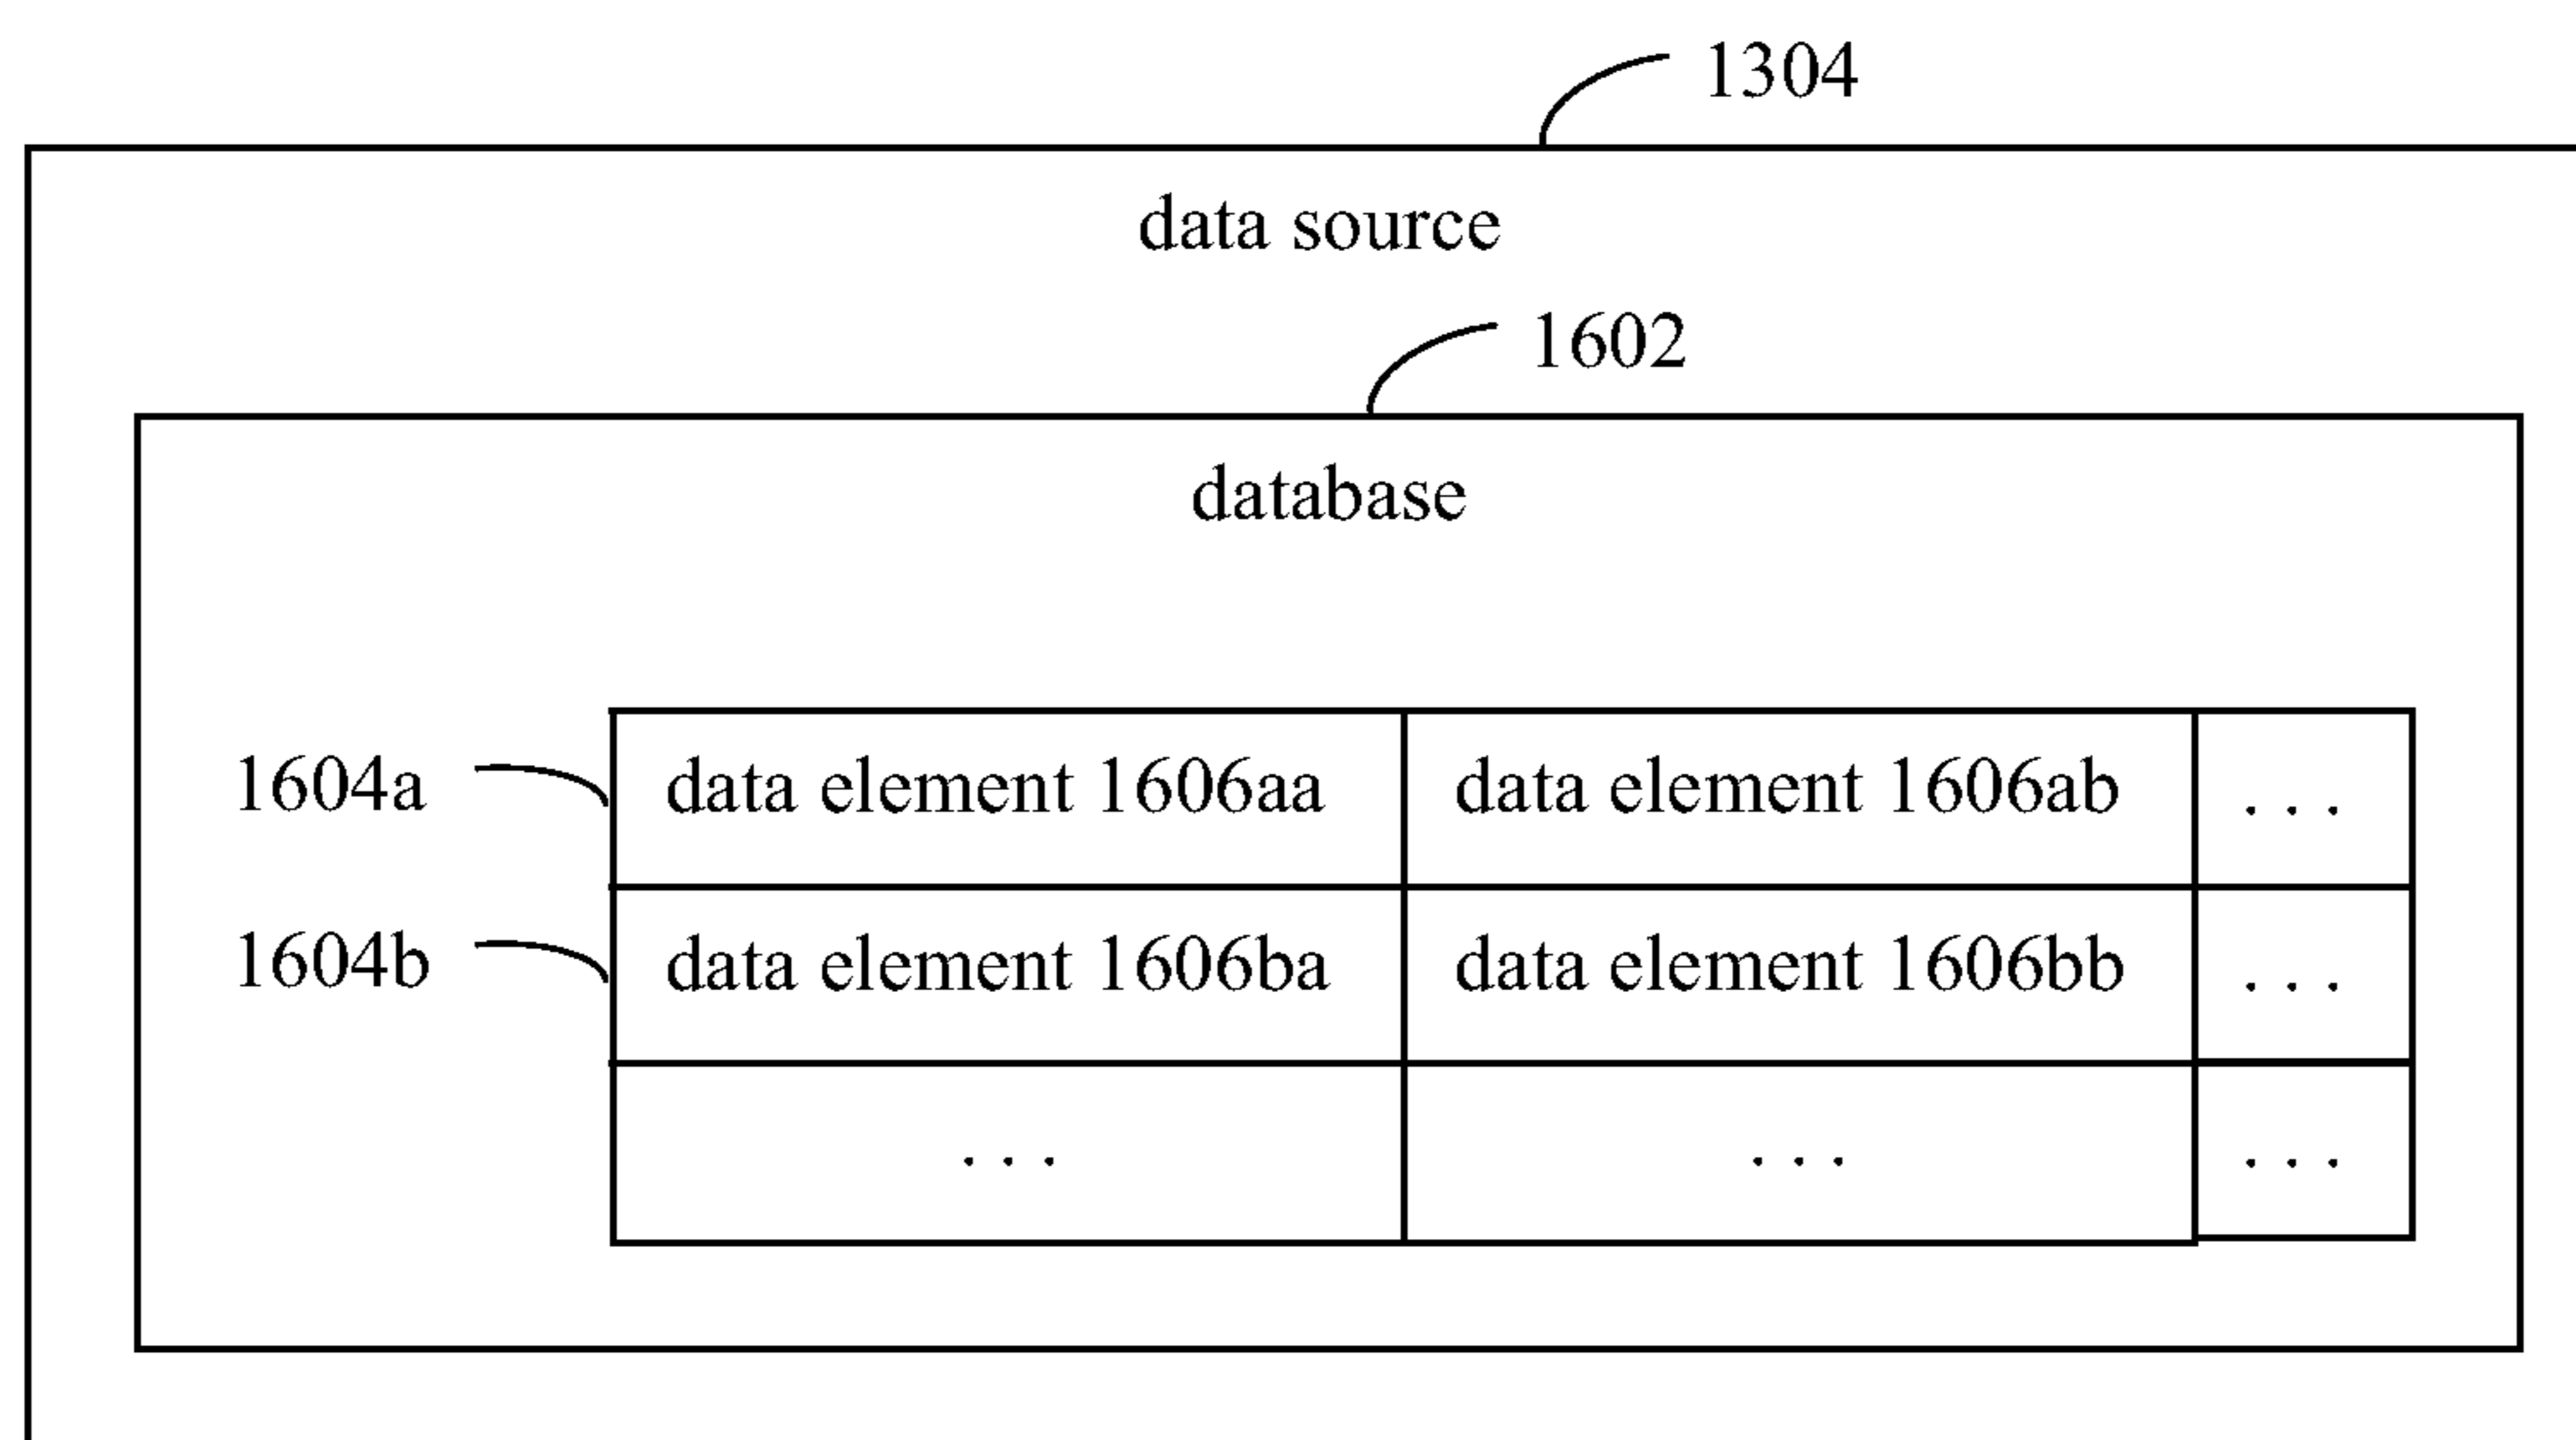 1304
data source
1602
database
1604a data element 1606aa data element 1606ab . . .
1604b data element 1606ba data element 1606bb . . .
. . . . . . . . .